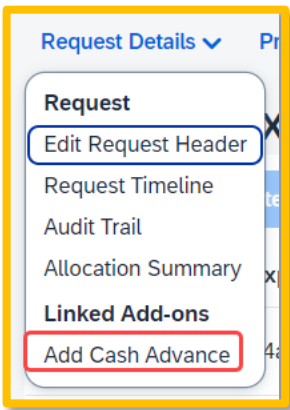 Request Details
Request
Edit Request Header
Request Timeline
Audit Trail
Allocation Summary
Linked Add-ons
Add Cash Advance